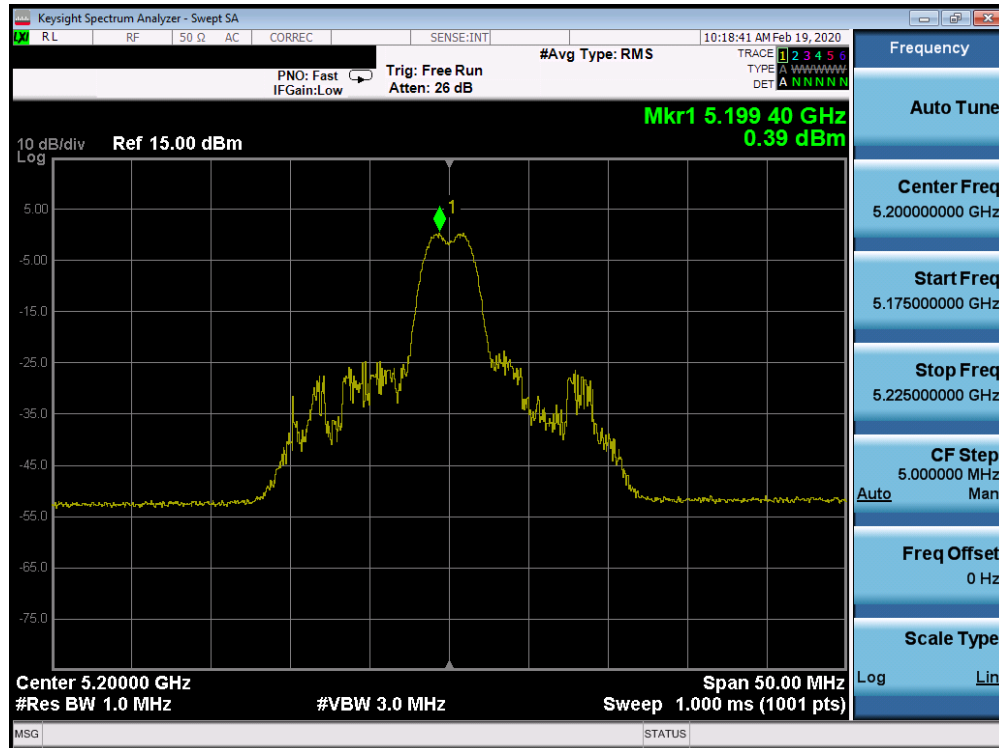 Keysight Spectrum Analyzer - Swept SA
LXI RL RF 50 Ω AC CORREC SENSE:INT 10:18:41 AM Feb 19, 2020
#Avg Type: RMS TRACE 1 2 3 4 5 6
PNO: Fast Trig: Free Run TYPE A WWWWW
IFGain:Low Atten: 26 dB DET A N N N N N
Mkr1 5.199 40 GHz
0.39 dBm
10 dB/div Ref 15.00 dBm
Log
1
5.00
-5.00
-15.0
-25.0
-35.0
-45.0
-55.0
-65.0
-75.0
Center 5.20000 GHz Span 50.00 MHz
#Res BW 1.0 MHz #VBW 3.0 MHz Sweep 1.000 ms (1001 pts)
MSG STATUS
Frequency
Auto Tune
Center Freq
5.200000000 GHz
Start Freq
5.175000000 GHz
Stop Freq
5.225000000 GHz
CF Step
5.000000 MHz
Auto Man
Freq Offset
0 Hz
Scale Type
Log Lin